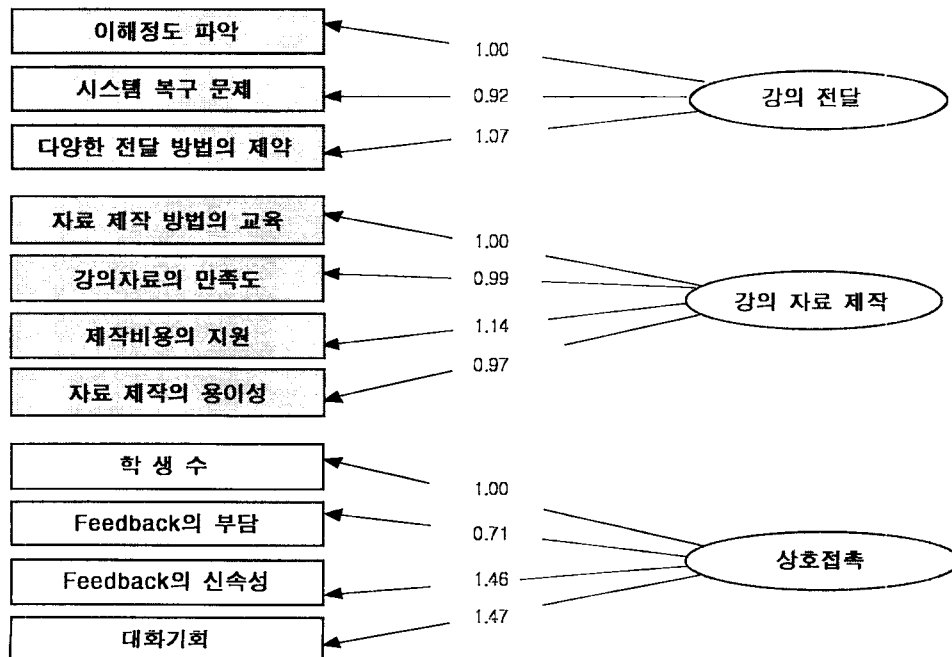 이해정도 파악
1.00
시스템 복구 문제
0.92
강의 전달
다양한 전달 방법의 제약
1.07
자료 제작 방법의 교육
1.00
강의자료의 만족도
0.99
강의 자료 제작
제작비용의 지원
1.14
자료 제작의 용이성
0.97
학 생 수
1.00
Feedback의 부담
0.71
상호접촉
Feedback의 신속성
1.46
대화기회
1.47